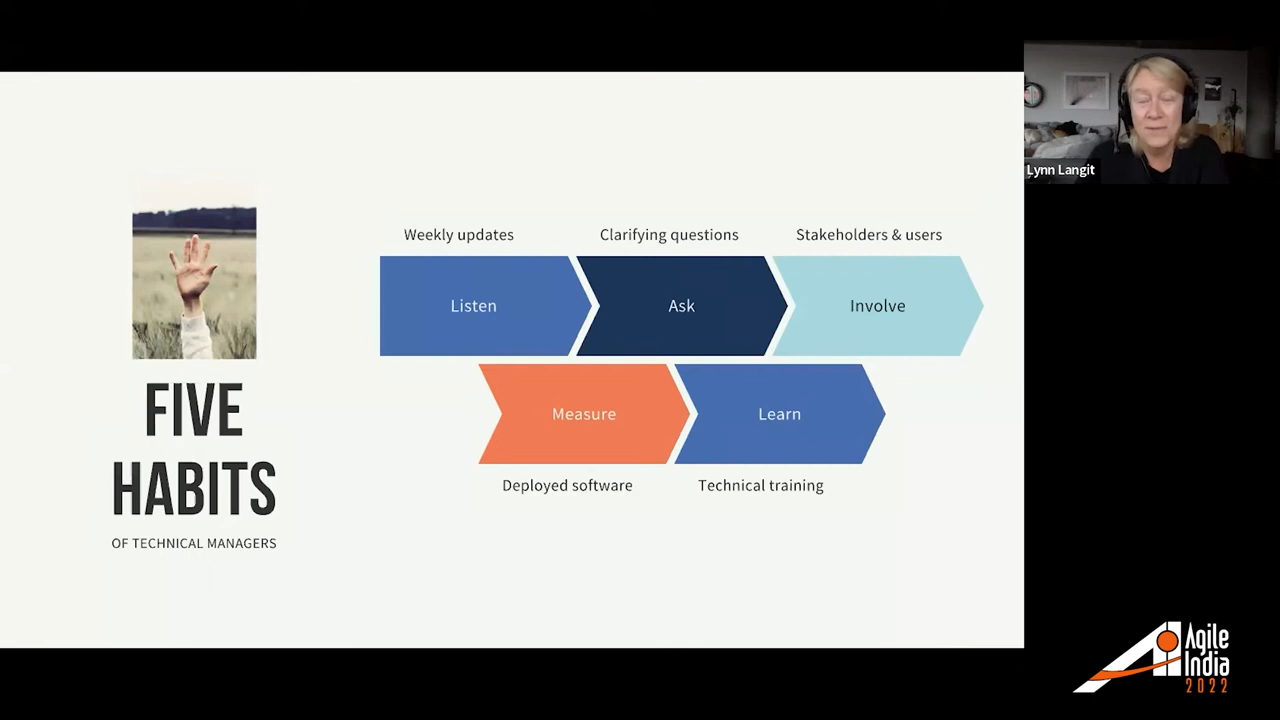 FIVE
HABITS
OF TECHNICAL MANAGERS
Weekly updates
Clarifying questions
Stakeholders & users
Listen
Ask
Involve
Measure
Learn
Deployed software
Technical training
Lynn Langit
Agile
India
2022